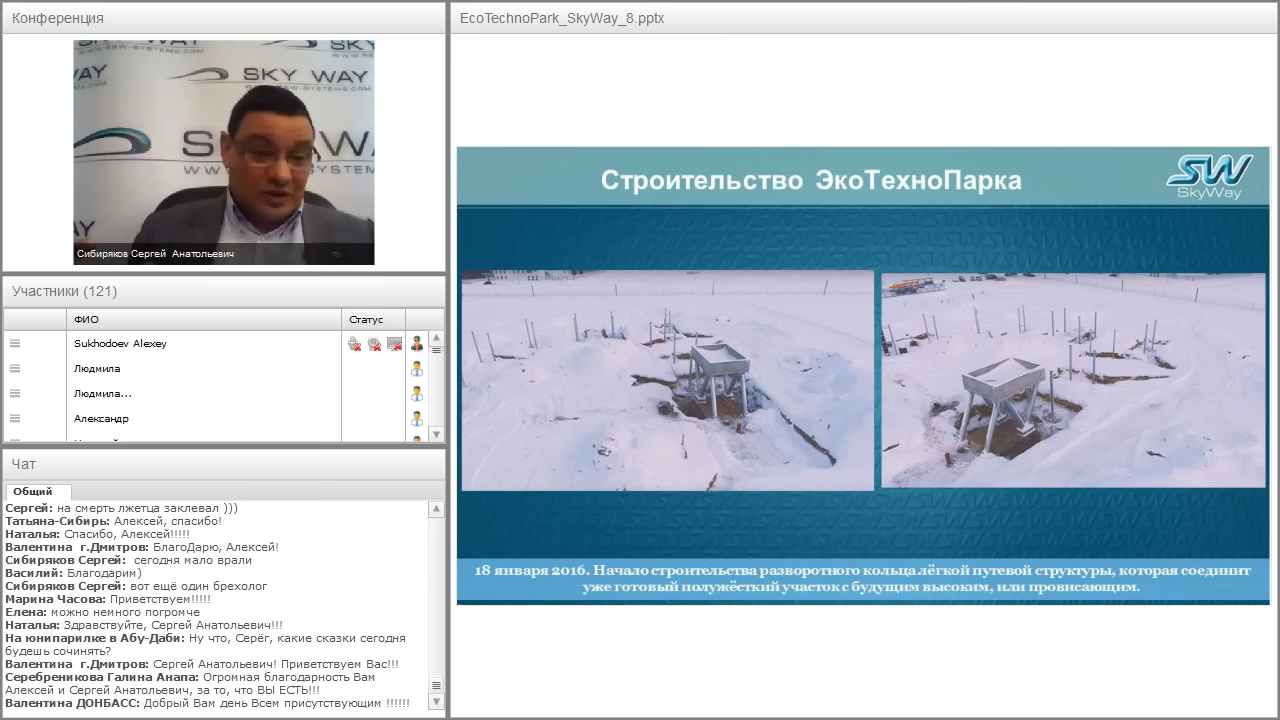 Конференция
SKY WAY
WWW.SSW-SYSTEMS.COM
SKY
Сибиряков Сергей Анатольевич
Участники (121)
ФИО
Статус
Sukhodoev Alexey
Людмила
Людмила...
Александр
Чат
Общий
Сергей: на смерть лжетца заклевал )))
Татьяна-Сибирь: Алексей, спасибо!
Наталья: Спасибо, Алексей!!!!!
Валентина г.Дмитров: БлагоДарю, Алексей!
Сибиряков Сергей: сегодня мало врали
Василий: Благодарим)
Сибиряков Сергей: вот ещё один брехолог
Марина Часова: Приветствуем!!!!!
Елена: можно немного погромче
Наталья: Здравствуйте, Сергей Анатольевич!!!
На юнипарилке в Абу-Даби: Ну что, Серёг, какие сказки сегодня
будешь сочинять?
Валентина г.Дмитров: Сергей Анатольевич! Приветствуем Вас!!!
Серебреникова Галина Анапа: Огромная благодарность Вам
Алексей и Сергей Анатольевич, за то, что ВЫ ЕСТЬ!!!
Валентина ДОНБАСС: Добрый Вам день Всем присутствующим !!!!!!
EcoTechnoPark_SkyWay_8.pptx
Строительство ЭкоТехноПарка
SW
SkyWay
18 января 2016. Начало строительства разворотного кольца лёгкой путевой структуры, которая соединит
уже готовый полужёсткий участок с будущим высоким, или провисающим.